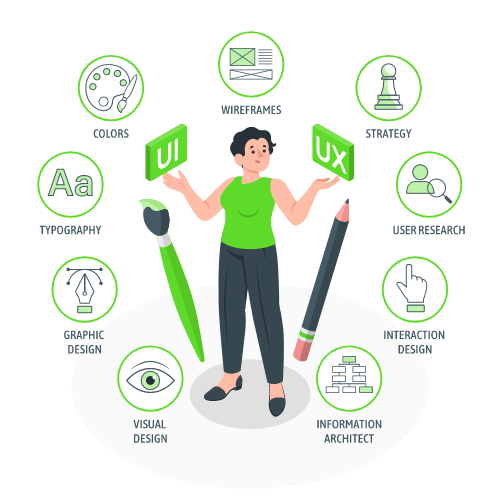 WIREFRAMES
COLORS
STRATEGY
UI
UX
Aa
TYPOGRAPHY
USER RESEARCH
GRAPHIC
DESIGN
INTERACTION
DESIGN
VISUAL
DESIGN
INFORMATION
ARCHITECT